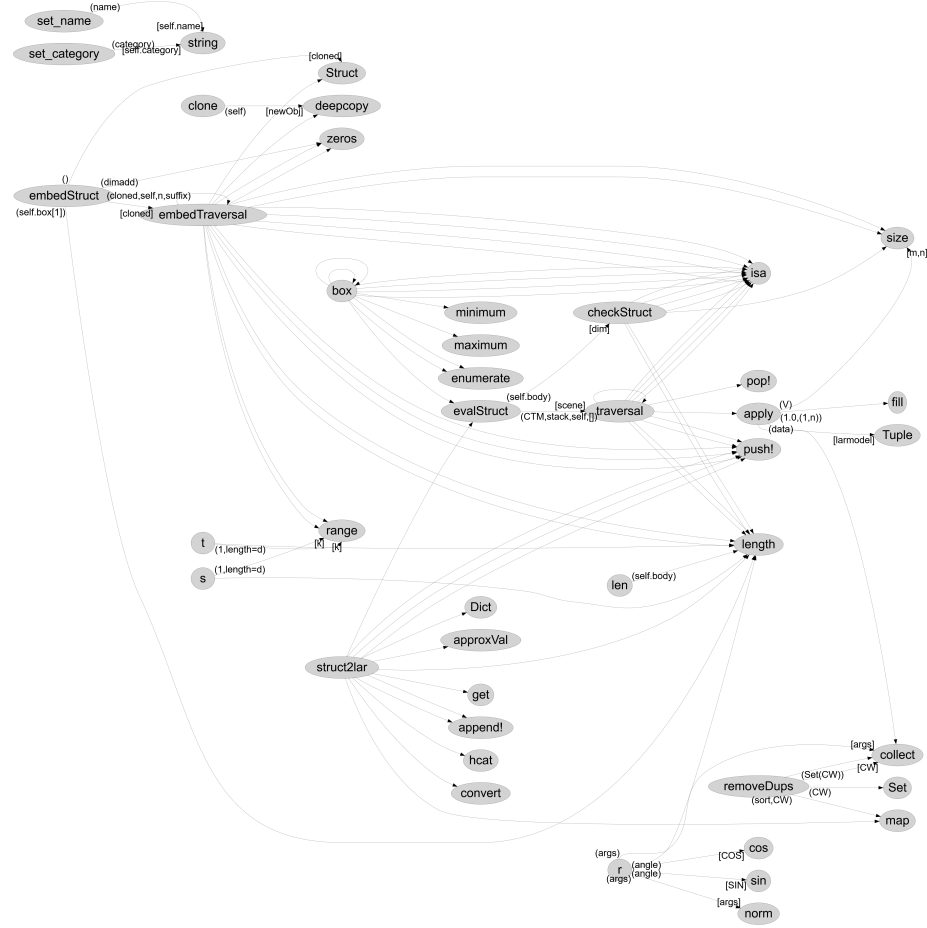 (name)
set_name
[self.name]
string
(category)
[self.category]
set_category
[cloned]
Struct
clone
(self)
[newObj]
deepcopy
zeros
()
(dimadd)
embedStruct
(cloned,self,n,suffix)
(self.box[1])
[cloned]
embedTraversal
size
[m,n]
isa
box
minimum
checkStruct
[dim]
maximum
enumerate
pop!
(self.body)
evalStruct
[scene]
(CTM,stack,self,[])
traversal
apply
(V)
(1.0,(1,n))
(data)
fill
[larmodel]
Tuple
push!
range
[K]
[K]
t
(1,length=d)
length
s
(1,length=d)
len
(self.body)
Dict
approxVal
struct2lar
get
append!
hcat
convert
[args]
collect
[CW]
(Set(CW))
removeDups
(CW)
(sort,CW)
Set
map
(args)
r
(angle)
(angle)
(args)
cos
[COS]
sin
[SIN]
[args]
norm